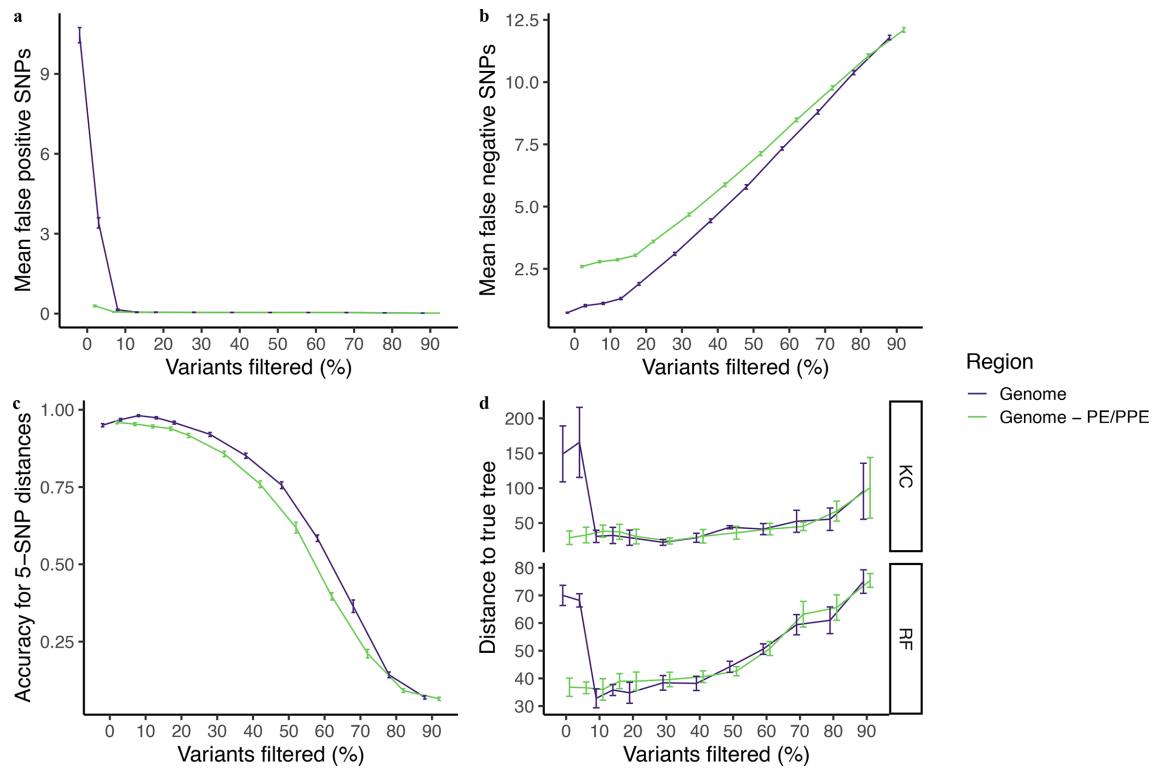 a
Mean false positive SNPs
9
6
3
0
0 10 20 30 40 50 60 70 80 90
Variants filtered (%)
b
Mean false negative SNPs
12.5
10.0
7.5
5.0
2.5
0 10 20 30 40 50 60 70 80 90
Variants filtered (%)
c
Accuracy for 5−SNP distances
1.00
0.75
0.50
0.25
0 10 20 30 40 50 60 70 80 90
Variants filtered (%)
d
Distance to true tree
200
150
100
50
KC
80
70
60
50
40
30
RF
0 10 20 30 40 50 60 70 80 90
Variants filtered (%)
Region
Genome
Genome − PE/PPE